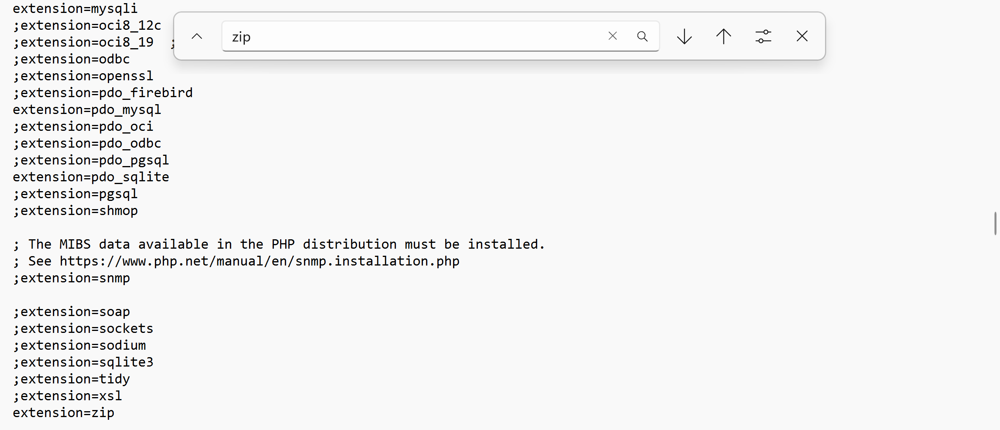 extension=mysqli
;extension=oci8_12c
;extension=oci8_19  ;
zip
;extension=odbc
;extension=openssl
;extension=pdo_firebird
extension=pdo_mysql
;extension=pdo_oci
;extension=pdo_odbc
;extension=pdo_pgsql
extension=pdo_sqlite
;extension=pgsql
;extension=shmop
; The MIBS data available in the PHP distribution must be installed.
; See https://www.php.net/manual/en/snmp.installation.php
;extension=snmp
;extension=soap
;extension=sockets
;extension=sodium
;extension=sqlite3
;extension=tidy
;extension=xsl
extension=zip